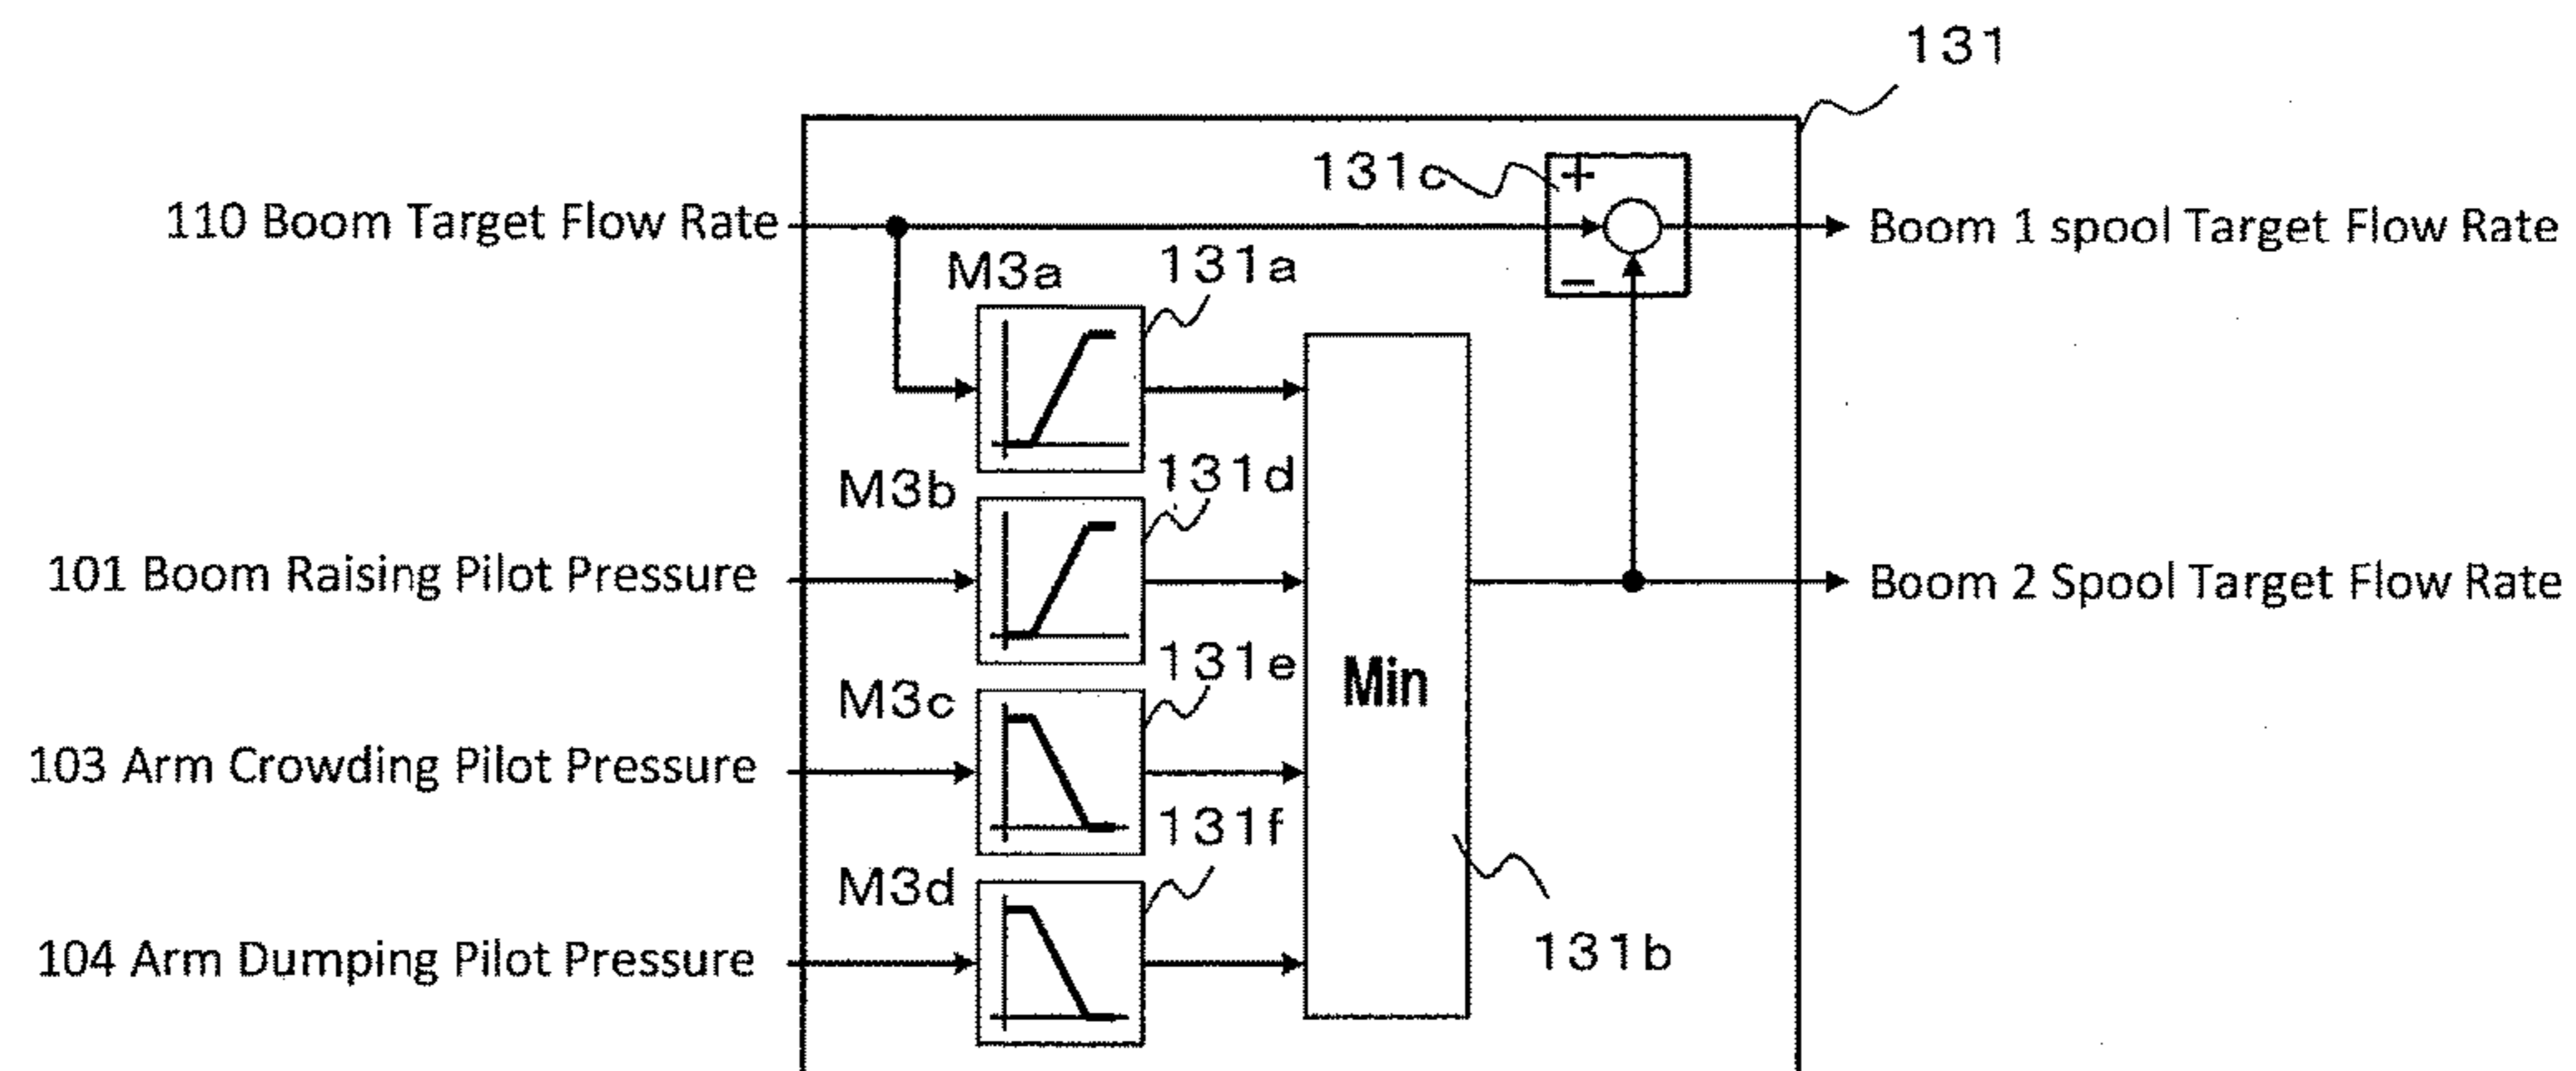 131
131c
+
110 Boom Target Flow Rate
Boom 1 spool Target Flow Rate
−
M3a
131a
M3b
131d
101 Boom Raising Pilot Pressure
Boom 2 Spool Target Flow Rate
M3c
131e
Min
103 Arm Crowding Pilot Pressure
M3d
131f
104 Arm Dumping Pilot Pressure
131b